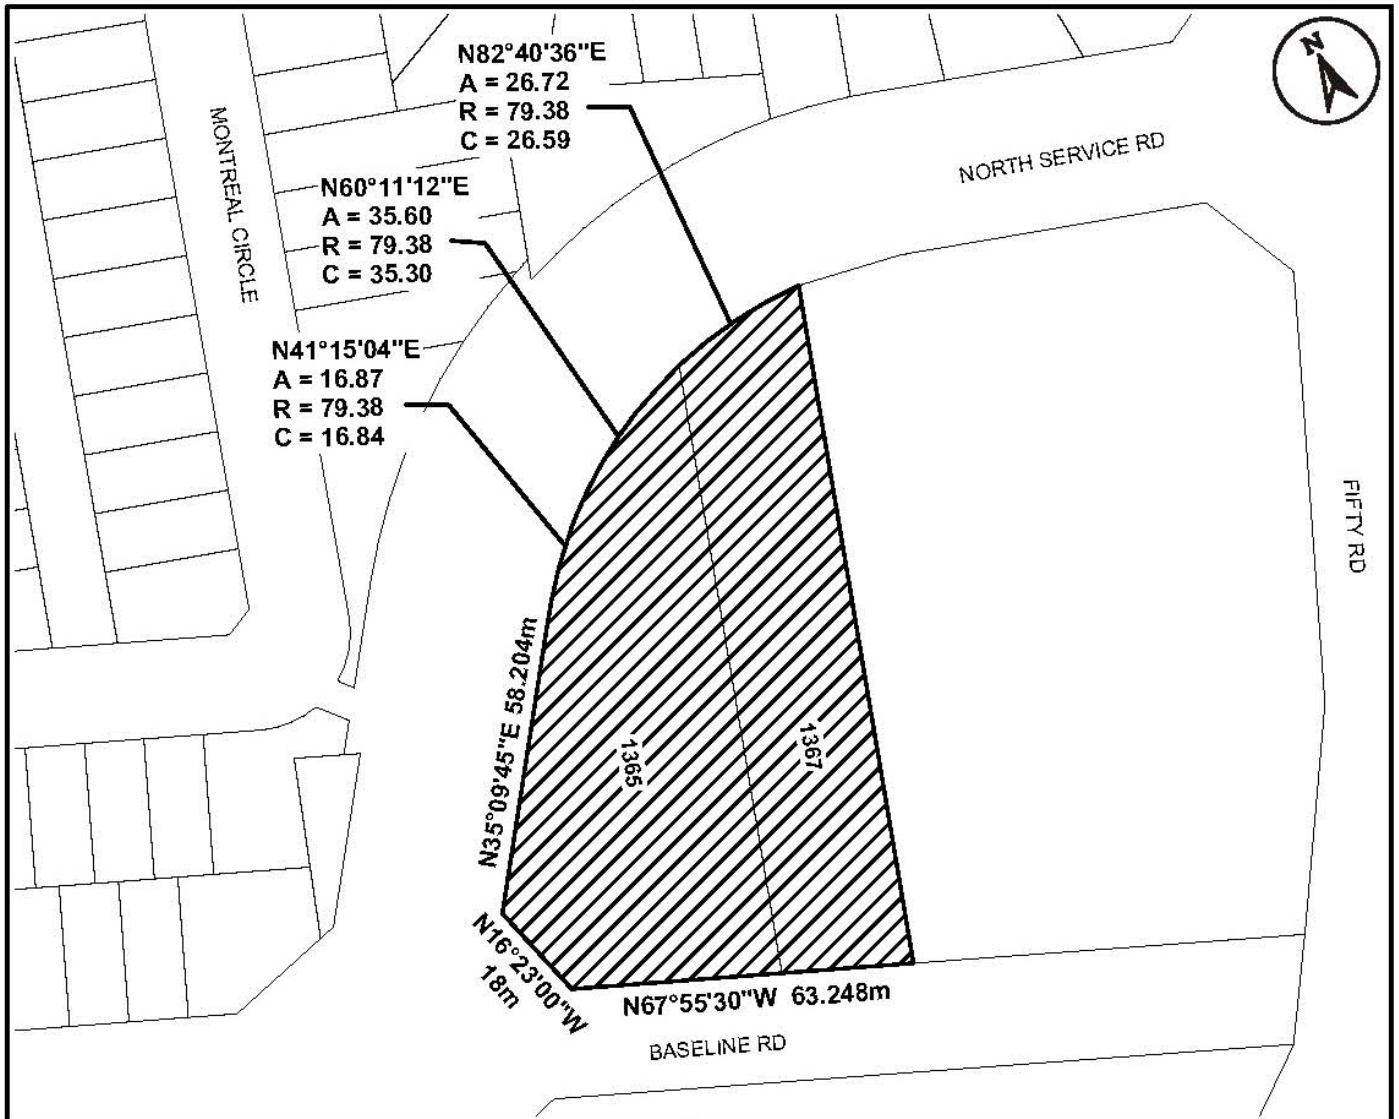 N82°40'36"E
A = 26.72
R = 79.38
C = 26.59
N
NORTH SERVICE RD
MONTREAL CIRCLE
N60°11'12"E
A = 35.60
R = 79.38
C = 35.30
N41°15'04"E
A = 16.87
R = 79.38
C = 16.84
FIFTY RD
N35°09'45"E 58.204m
1365
1367
N16°23'00"W
18m
N67°55'30"W 63.248m
BASELINE RD